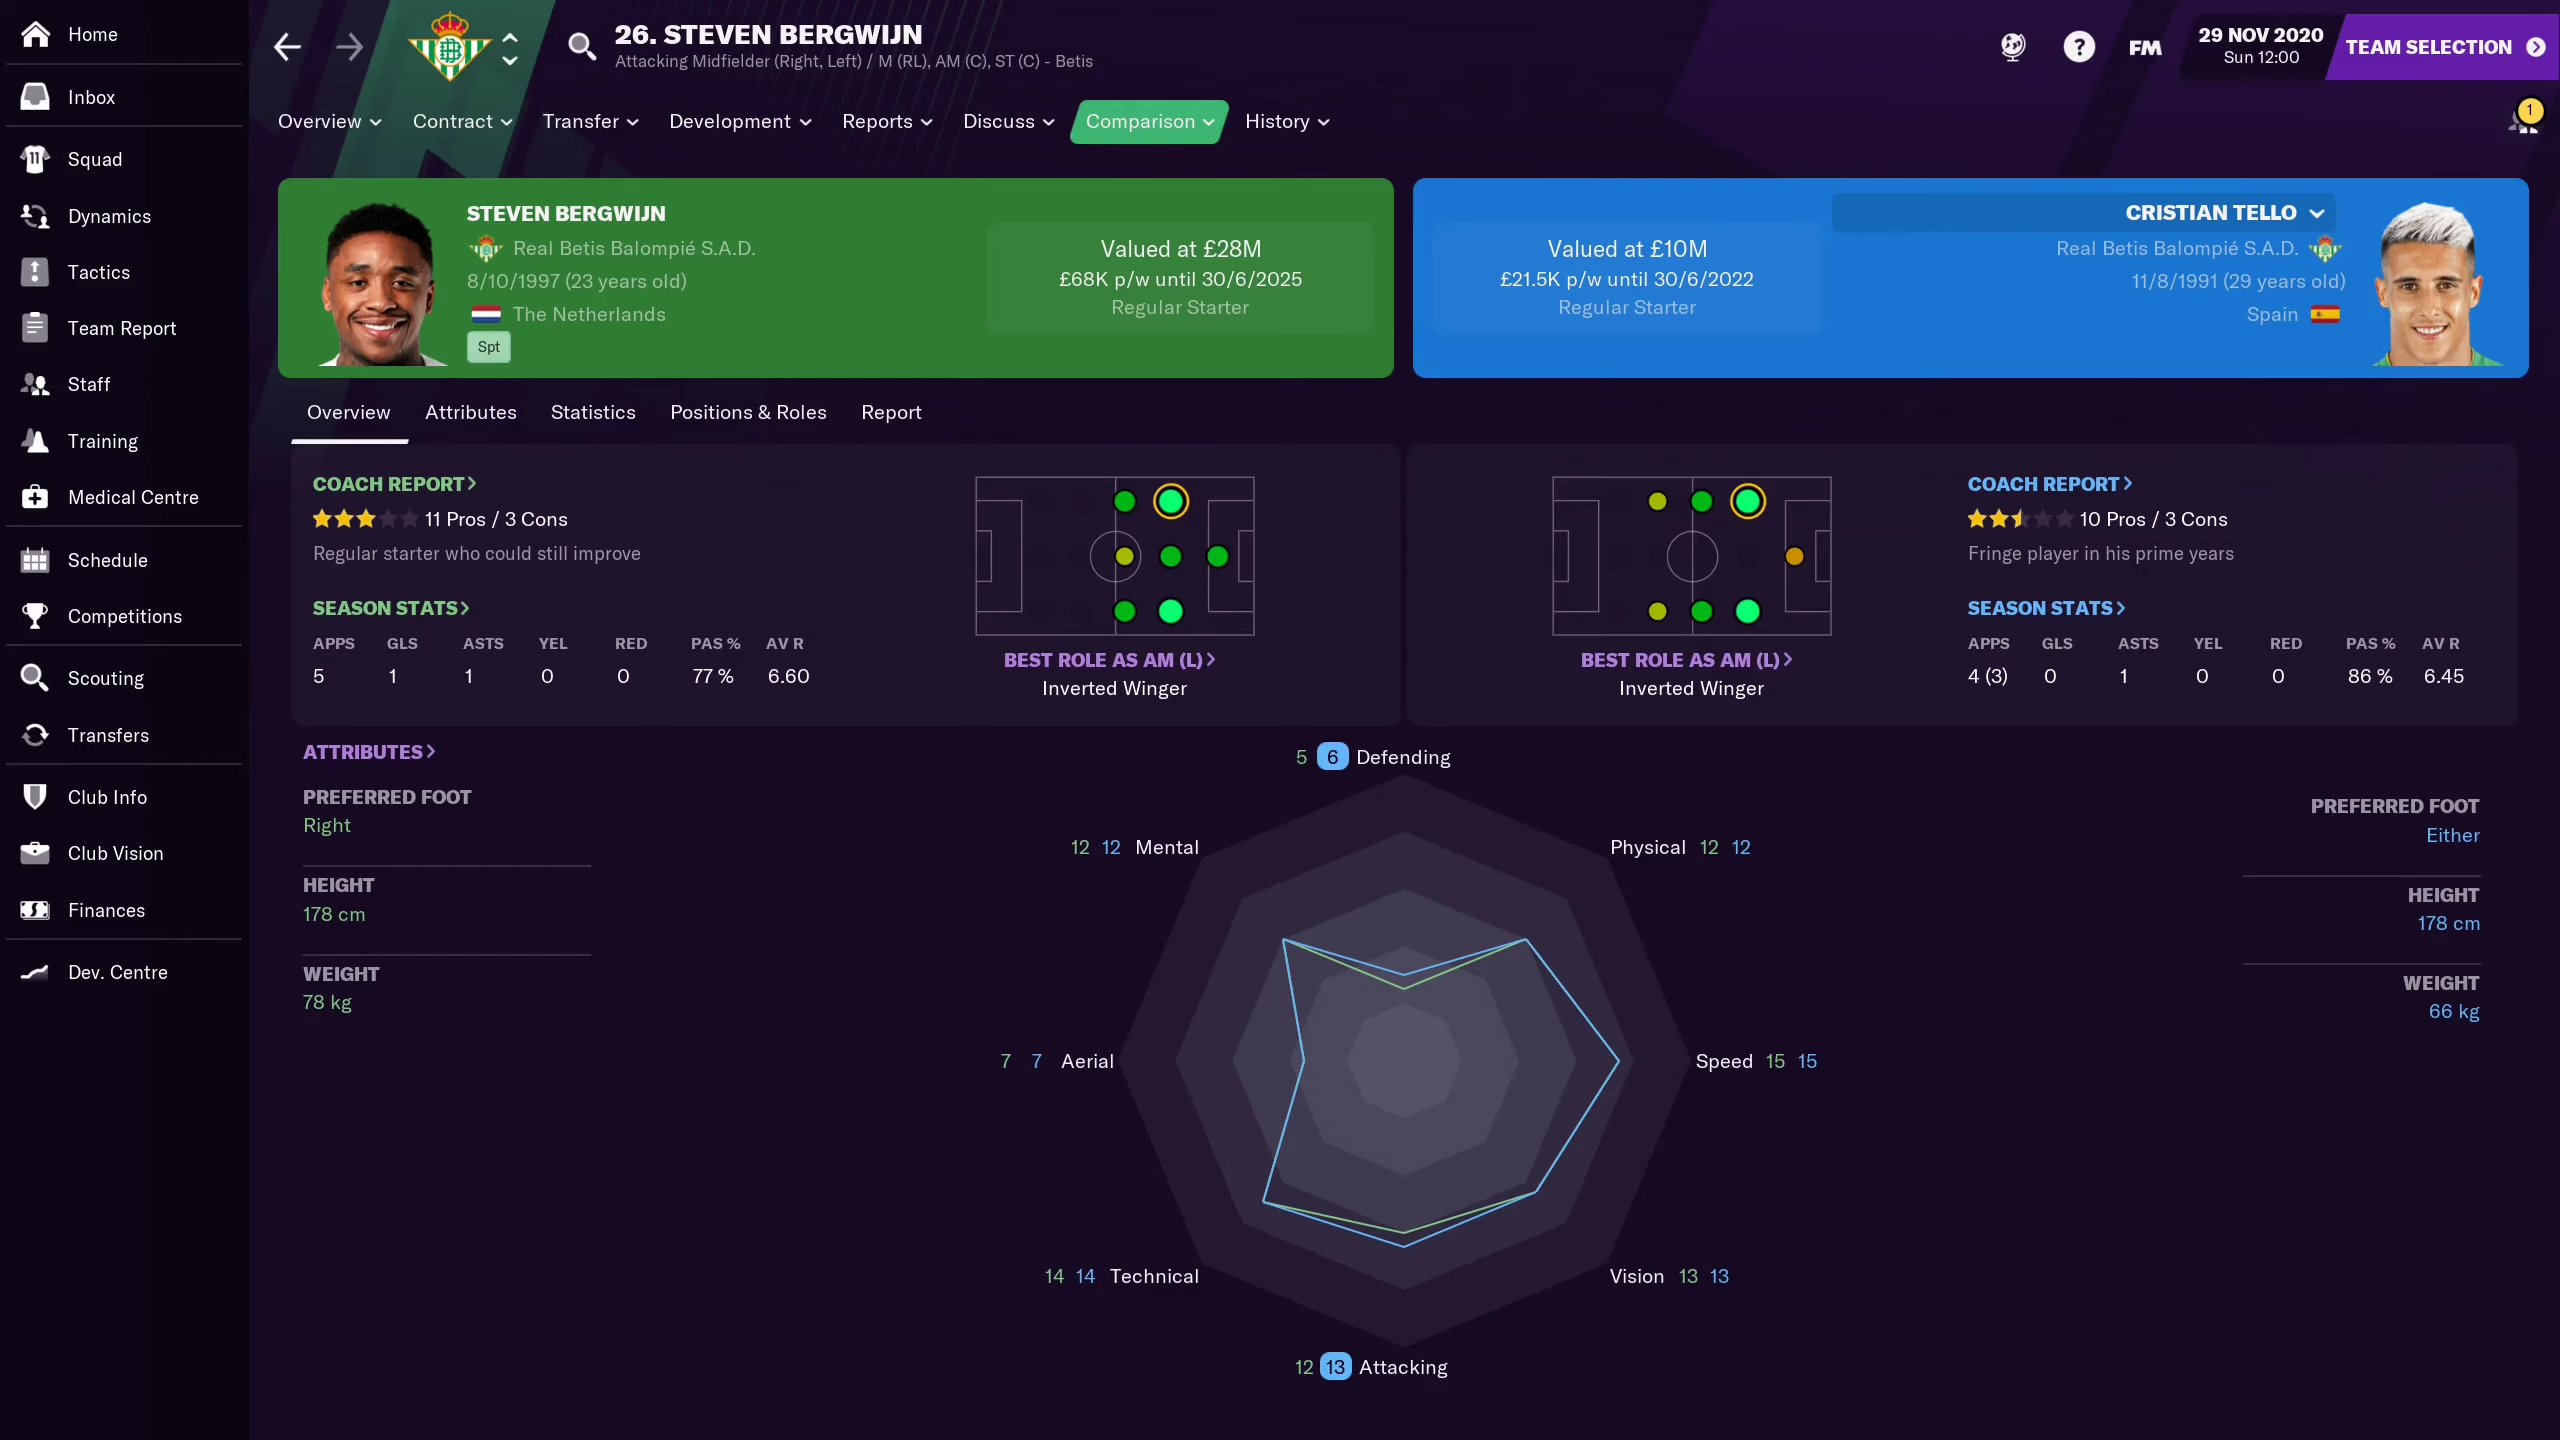 Home
Inbox
Squad
Dynamics
Tactics
Team Report
Staff
Training
Medical Centre
Schedule
Competitions
Scouting
Transfers
Club Info
Club Vision
Finances
Dev. Centre
26. STEVEN BERGWIJN
Attacking Midfielder (Right, Left) / M (RL), AM (C), ST (C) - Betis
FM
29 NOV 2020
Sun 12:00
TEAM SELECTION
Overview Contract Transfer Development Reports Discuss Comparison History
1
STEVEN BERGWIJN
Real Betis Balompié S.A.D.
8/10/1997 (23 years old)
The Netherlands
Spt
Valued at £28M
£68K p/w until 30/6/2025
Regular Starter
Valued at £10M
£21.5K p/w until 30/6/2022
Regular Starter
CRISTIAN TELLO
Real Betis Balompié S.A.D.
11/8/1991 (29 years old)
Spain
Overview Attributes Statistics Positions & Roles Report
COACH REPORT
11 Pros / 3 Cons
Regular starter who could still improve
SEASON STATS
APPS GLS ASTS YEL RED PAS % AV R
5 1 1 0 0 77 % 6.60
BEST ROLE AS AM (L)
Inverted Winger
BEST ROLE AS AM (L)
Inverted Winger
COACH REPORT
10 Pros / 3 Cons
Fringe player in his prime years
SEASON STATS
APPS GLS ASTS YEL RED PAS % AV R
4 (3) 0 1 0 0 86 % 6.45
ATTRIBUTES
PREFERRED FOOT
Right
HEIGHT
178 cm
WEIGHT
78 kg
5 6 Defending
12 12 Mental
Physical 12 12
7 7 Aerial
Speed 15 15
14 14 Technical
Vision 13 13
12 13 Attacking
PREFERRED FOOT
Either
HEIGHT
178 cm
WEIGHT
66 kg